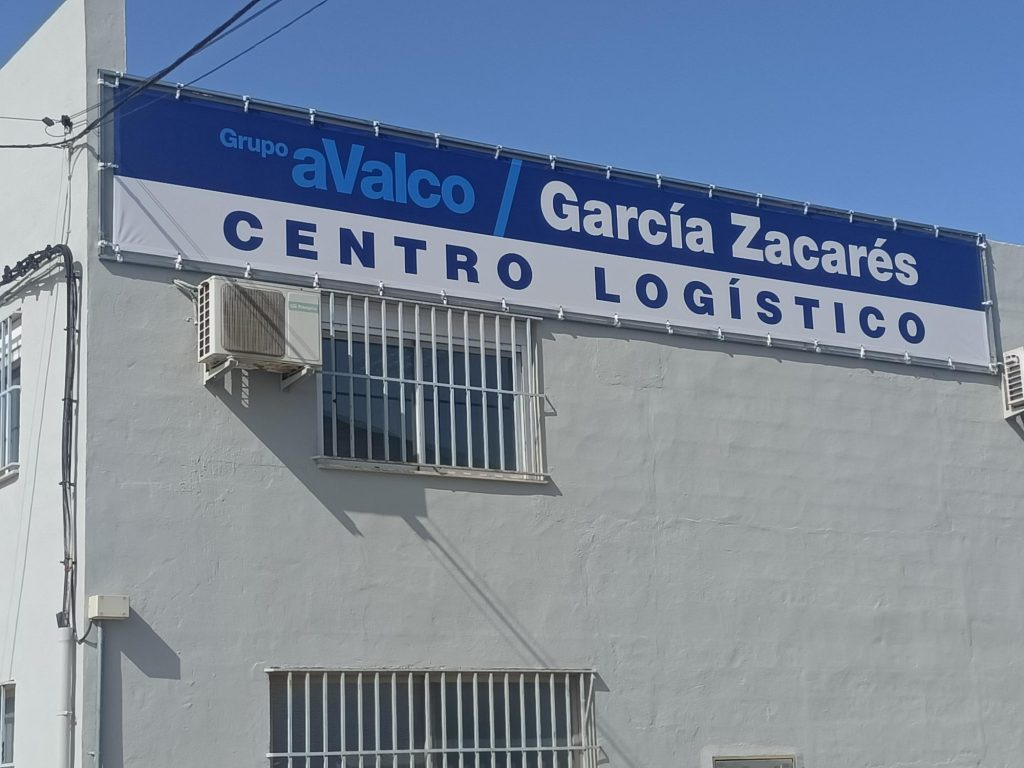 Grupo aValco / García Zacarés
CENTRO LOGÍSTICO